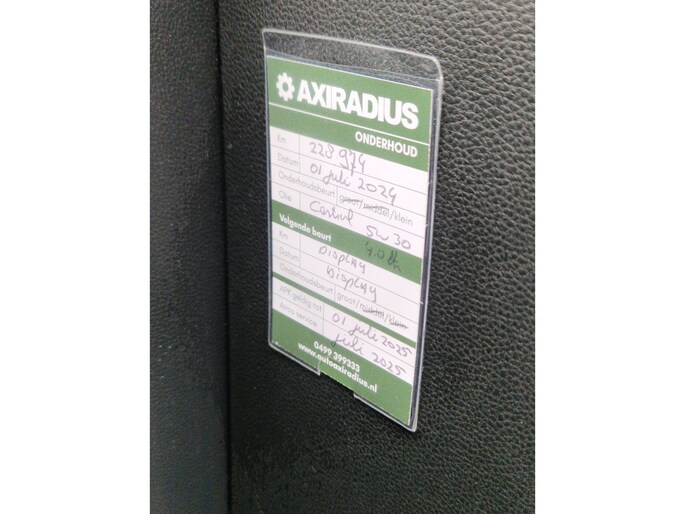 AXIRADIUS
ONDERHOUD
Km 228974
Datum 01 juli 2024
Onderhoudsbeurt groot/middel/klein
Olie Castrol 5W30
Volgende beurt 4.0 ltr
Km DISPLAY
Datum DISPLAY
Onderhoudsbeurt groot/middel/klein
APK geldig tot 01 juli 2025
Airco service juli 2025
0499 399333
www.autoaxiradius.nl